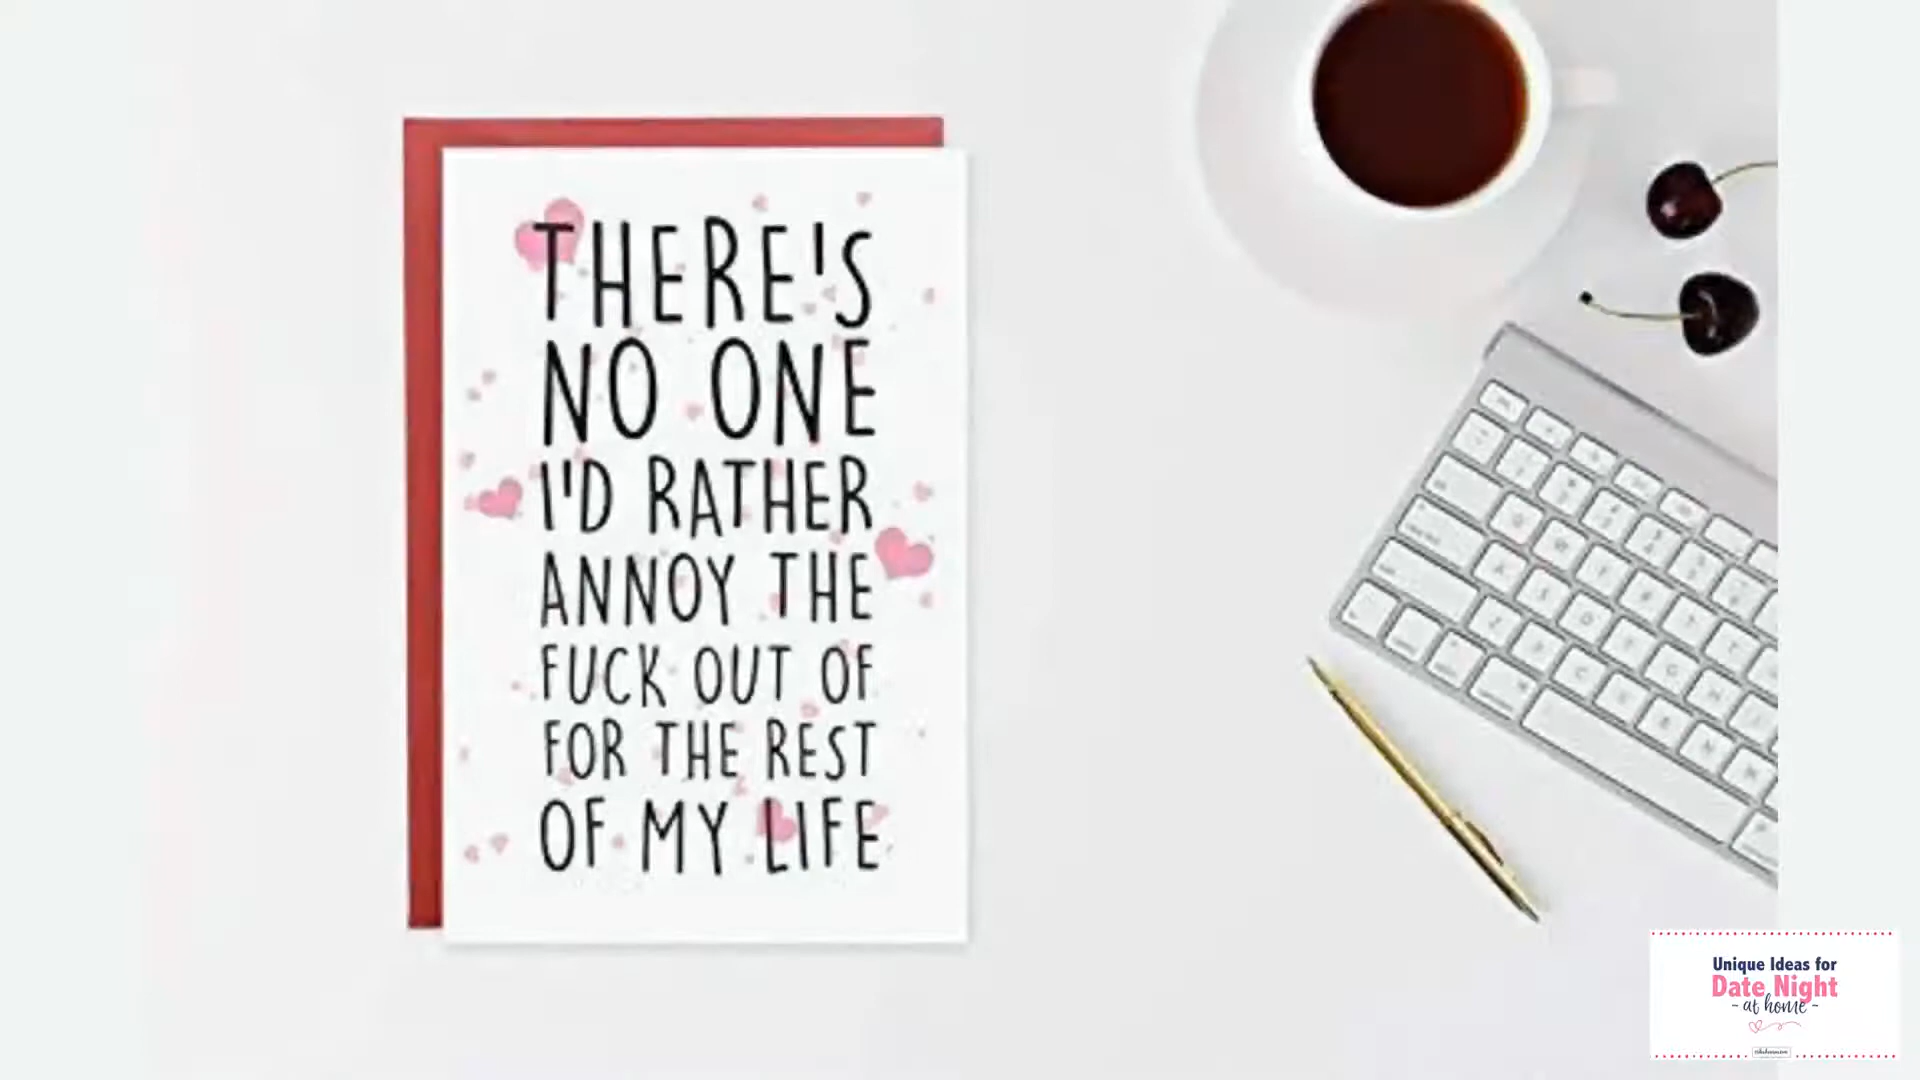 THERE'S
NO ONE
I'D RATHER
ANNOY THE
FUCK OUT OF
FOR THE REST
OF MY LIFE
Unique Ideas for
Date Night
- at home -